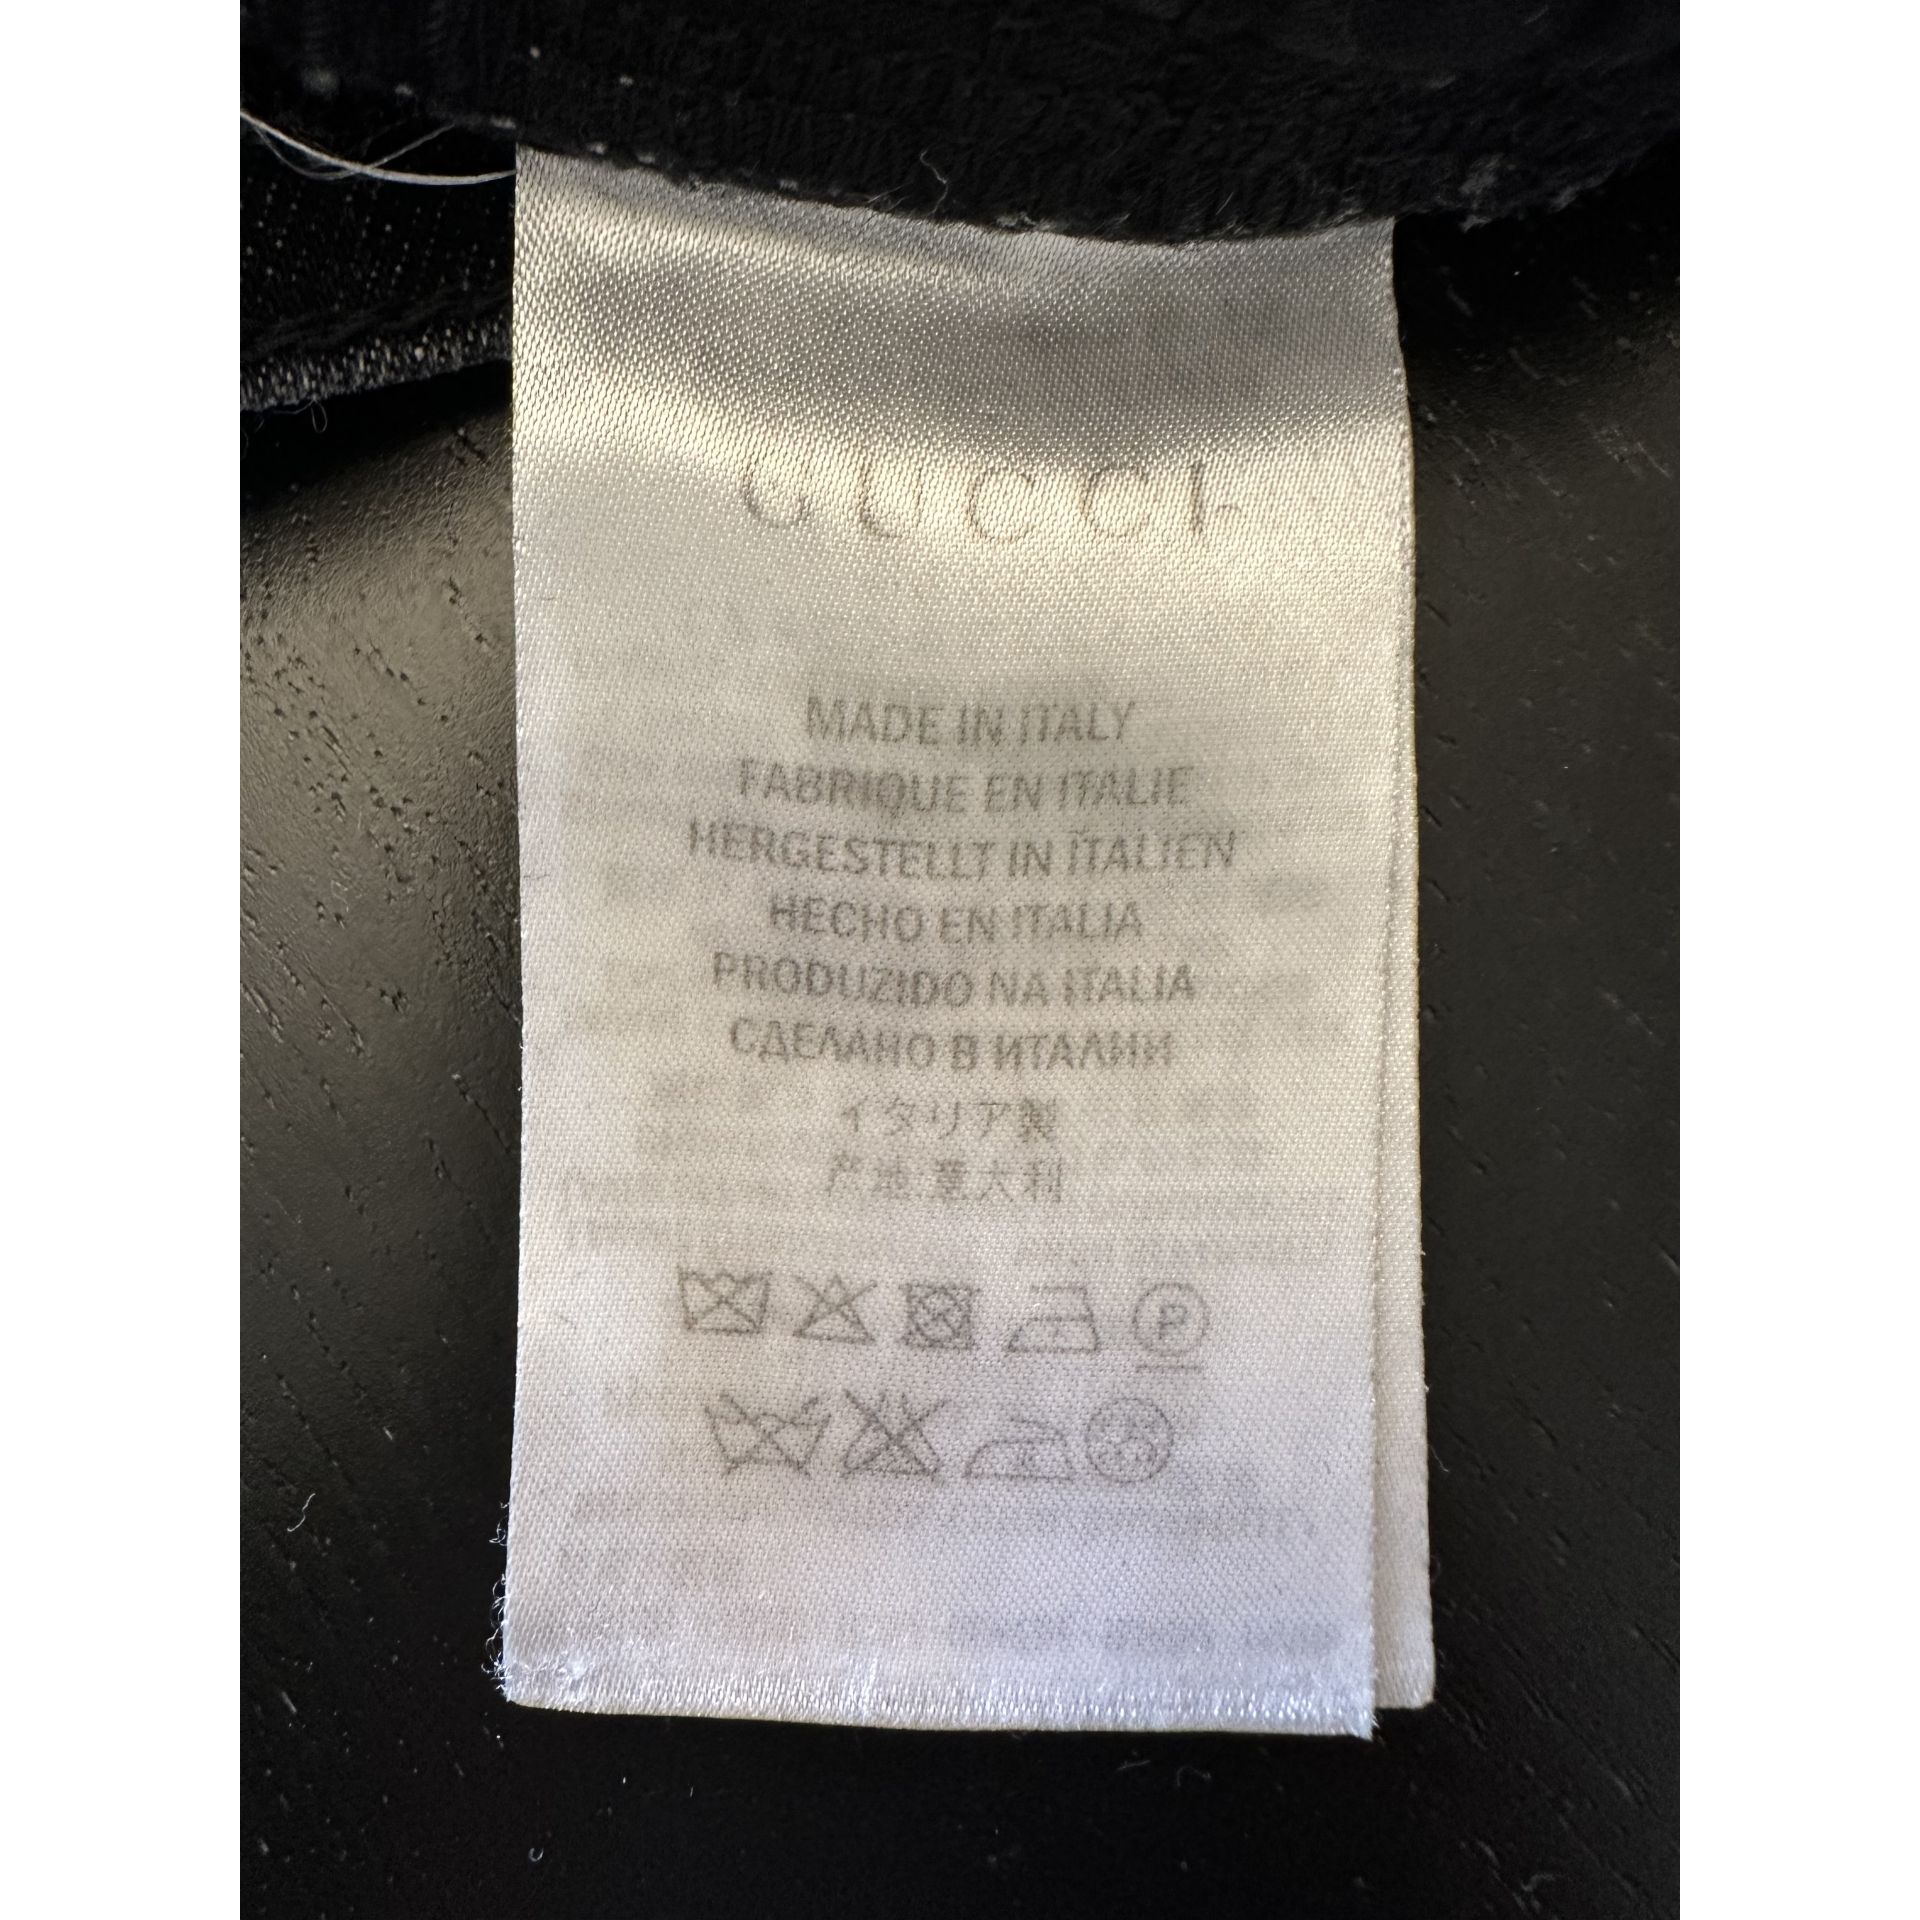 GUCCI
MADE IN ITALY
FABRIQUE EN ITALIE
HERGESTELLT IN ITALIEN
HECHO EN ITALIA
PRODUZIDO NA ITALIA
СДЕЛАНО В ИТАЛИИ
イタリア製
产地:意大利
P